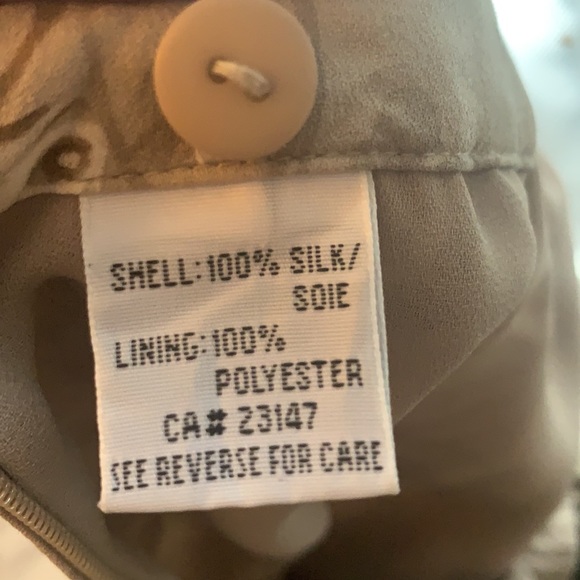 SHELL: 100% SILK/
SOIE
LINING: 100%
POLYESTER
CA# 23147
SEE REVERSE FOR CARE